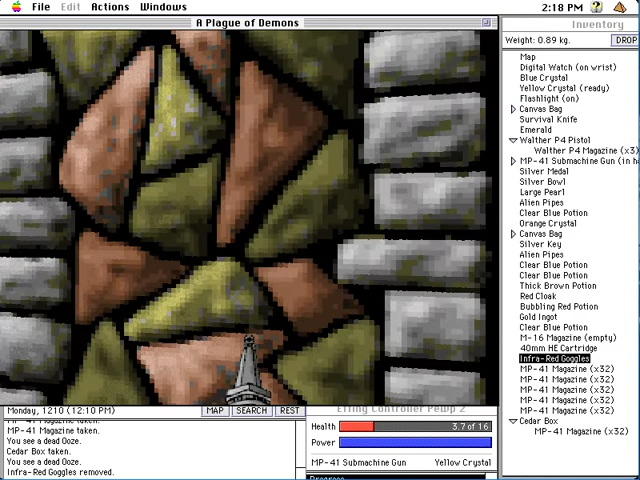 File Edit Actions Windows 2:18 PM
A Plague of Demons
Inventory
Weight: 0.89 kg. DROP
Map
Digital Watch (on wrist)
Blue Crystal
Yellow Crystal (ready)
Flashlight (on)
Canvas Bag
Survival Knife
Emerald
Walther P4 Pistol
Walther P4 Magazine (x3)
MP-41 Submachine Gun (in h
Silver Medal
Silver Bowl
Large Pearl
Alien Pipes
Clear Blue Potion
Orange Crystal
Canvas Bag
Silver Key
Alien Pipes
Clear Blue Potion
Clear Blue Potion
Thick Brown Potion
Red Cloak
Bubbling Red Potion
Gold Ingot
Clear Blue Potion
M-16 Magazine (empty)
40mm HE Cartridge
Infra-Red Goggles
MP-41 Magazine (x32)
MP-41 Magazine (x32)
MP-41 Magazine (x32)
MP-41 Magazine (x32)
MP-41 Magazine (x32)
Cedar Box
MP-41 Magazine (x32)
Monday, 1210 (12:10 PM) MAP SEARCH REST
MP-41 Magazine taken.
MP-41 Magazine taken.
You see a dead Ooze.
Cedar Box taken.
You see a dead Ooze.
Infra-Red Goggles removed.
Effing Controller Pewp 2
Health 3.7 of 16
Power
MP-41 Submachine Gun Yellow Crystal
Progress